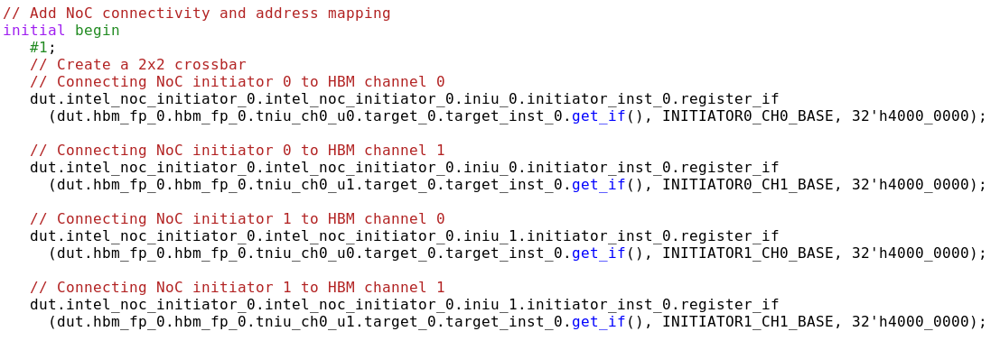 // Add NoC connectivity and address mapping
initial begin
   #1;
   // Create a 2x2 crossbar
   // Connecting NoC initiator 0 to HBM channel 0
   dut.intel_noc_initiator_0.intel_noc_initiator_0.iniu_0.initiator_inst_0.register_if
     (dut.hbm_fp_0.hbm_fp_0.tniu_ch0_u0.target_0.target_inst_0.get_if(), INITIATOR0_CH0_BASE, 32'h4000_0000);

   // Connecting NoC initiator 0 to HBM channel 1
   dut.intel_noc_initiator_0.intel_noc_initiator_0.iniu_0.initiator_inst_0.register_if
     (dut.hbm_fp_0.hbm_fp_0.tniu_ch0_u1.target_0.target_inst_0.get_if(), INITIATOR0_CH1_BASE, 32'h4000_0000);

   // Connecting NoC initiator 1 to HBM channel 0
   dut.intel_noc_initiator_0.intel_noc_initiator_0.iniu_1.initiator_inst_0.register_if
     (dut.hbm_fp_0.hbm_fp_0.tniu_ch0_u0.target_0.target_inst_0.get_if(), INITIATOR1_CH0_BASE, 32'h4000_0000);

   // Connecting NoC initiator 1 to HBM channel 1
   dut.intel_noc_initiator_0.intel_noc_initiator_0.iniu_1.initiator_inst_0.register_if
     (dut.hbm_fp_0.hbm_fp_0.tniu_ch0_u1.target_0.target_inst_0.get_if(), INITIATOR1_CH1_BASE, 32'h4000_0000);